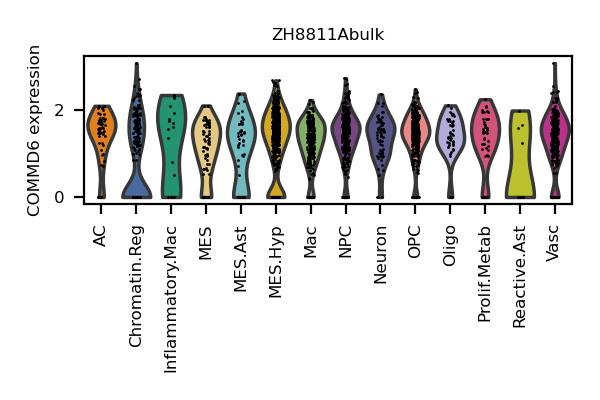 ZH8811Abulk
COMMD6 expression
2
0
AC
Chromatin.Reg
Inflammatory.Mac
MES
MES.Ast
MES.Hyp
Mac
NPC
Neuron
OPC
Oligo
Prolif.Metab
Reactive.Ast
Vasc